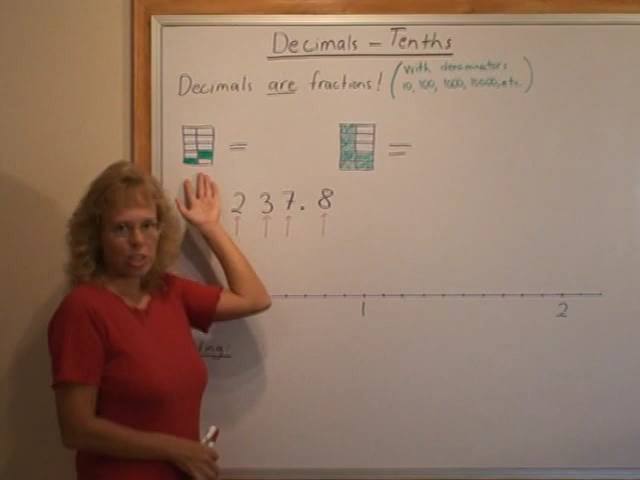 Decimals – Tenths
Decimals are fractions! (with denominators
10, 100, 1000, 10000, etc.)
= =
2 3 7 . 8
1 2